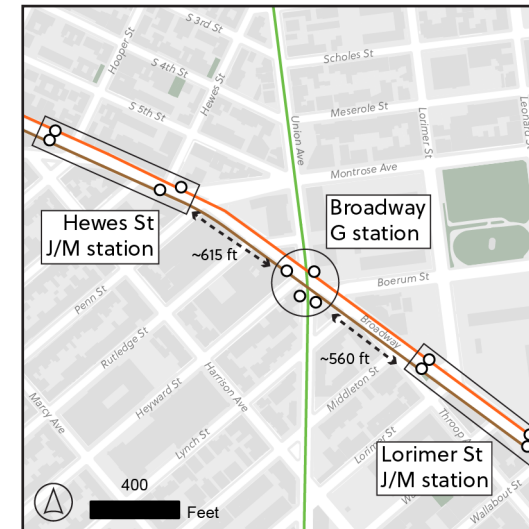 S 3rd St
Hooper St
S 4th St
Hewes St
S 5th St
Scholes St
Union Ave
Meserole St
Lorimer St
Leonard S
Montrose Ave
Hewes St
J/M station
Broadway
G station
~615 ft
Boerum St
Penn St
Broadway
Rutledge St
~560 ft
Heyward St
Harrison Ave
Middleton St
Marcy Ave
Lynch St
Lorimer St
Throop A
Lorimer St
J/M station
Wallabout St
400
Feet